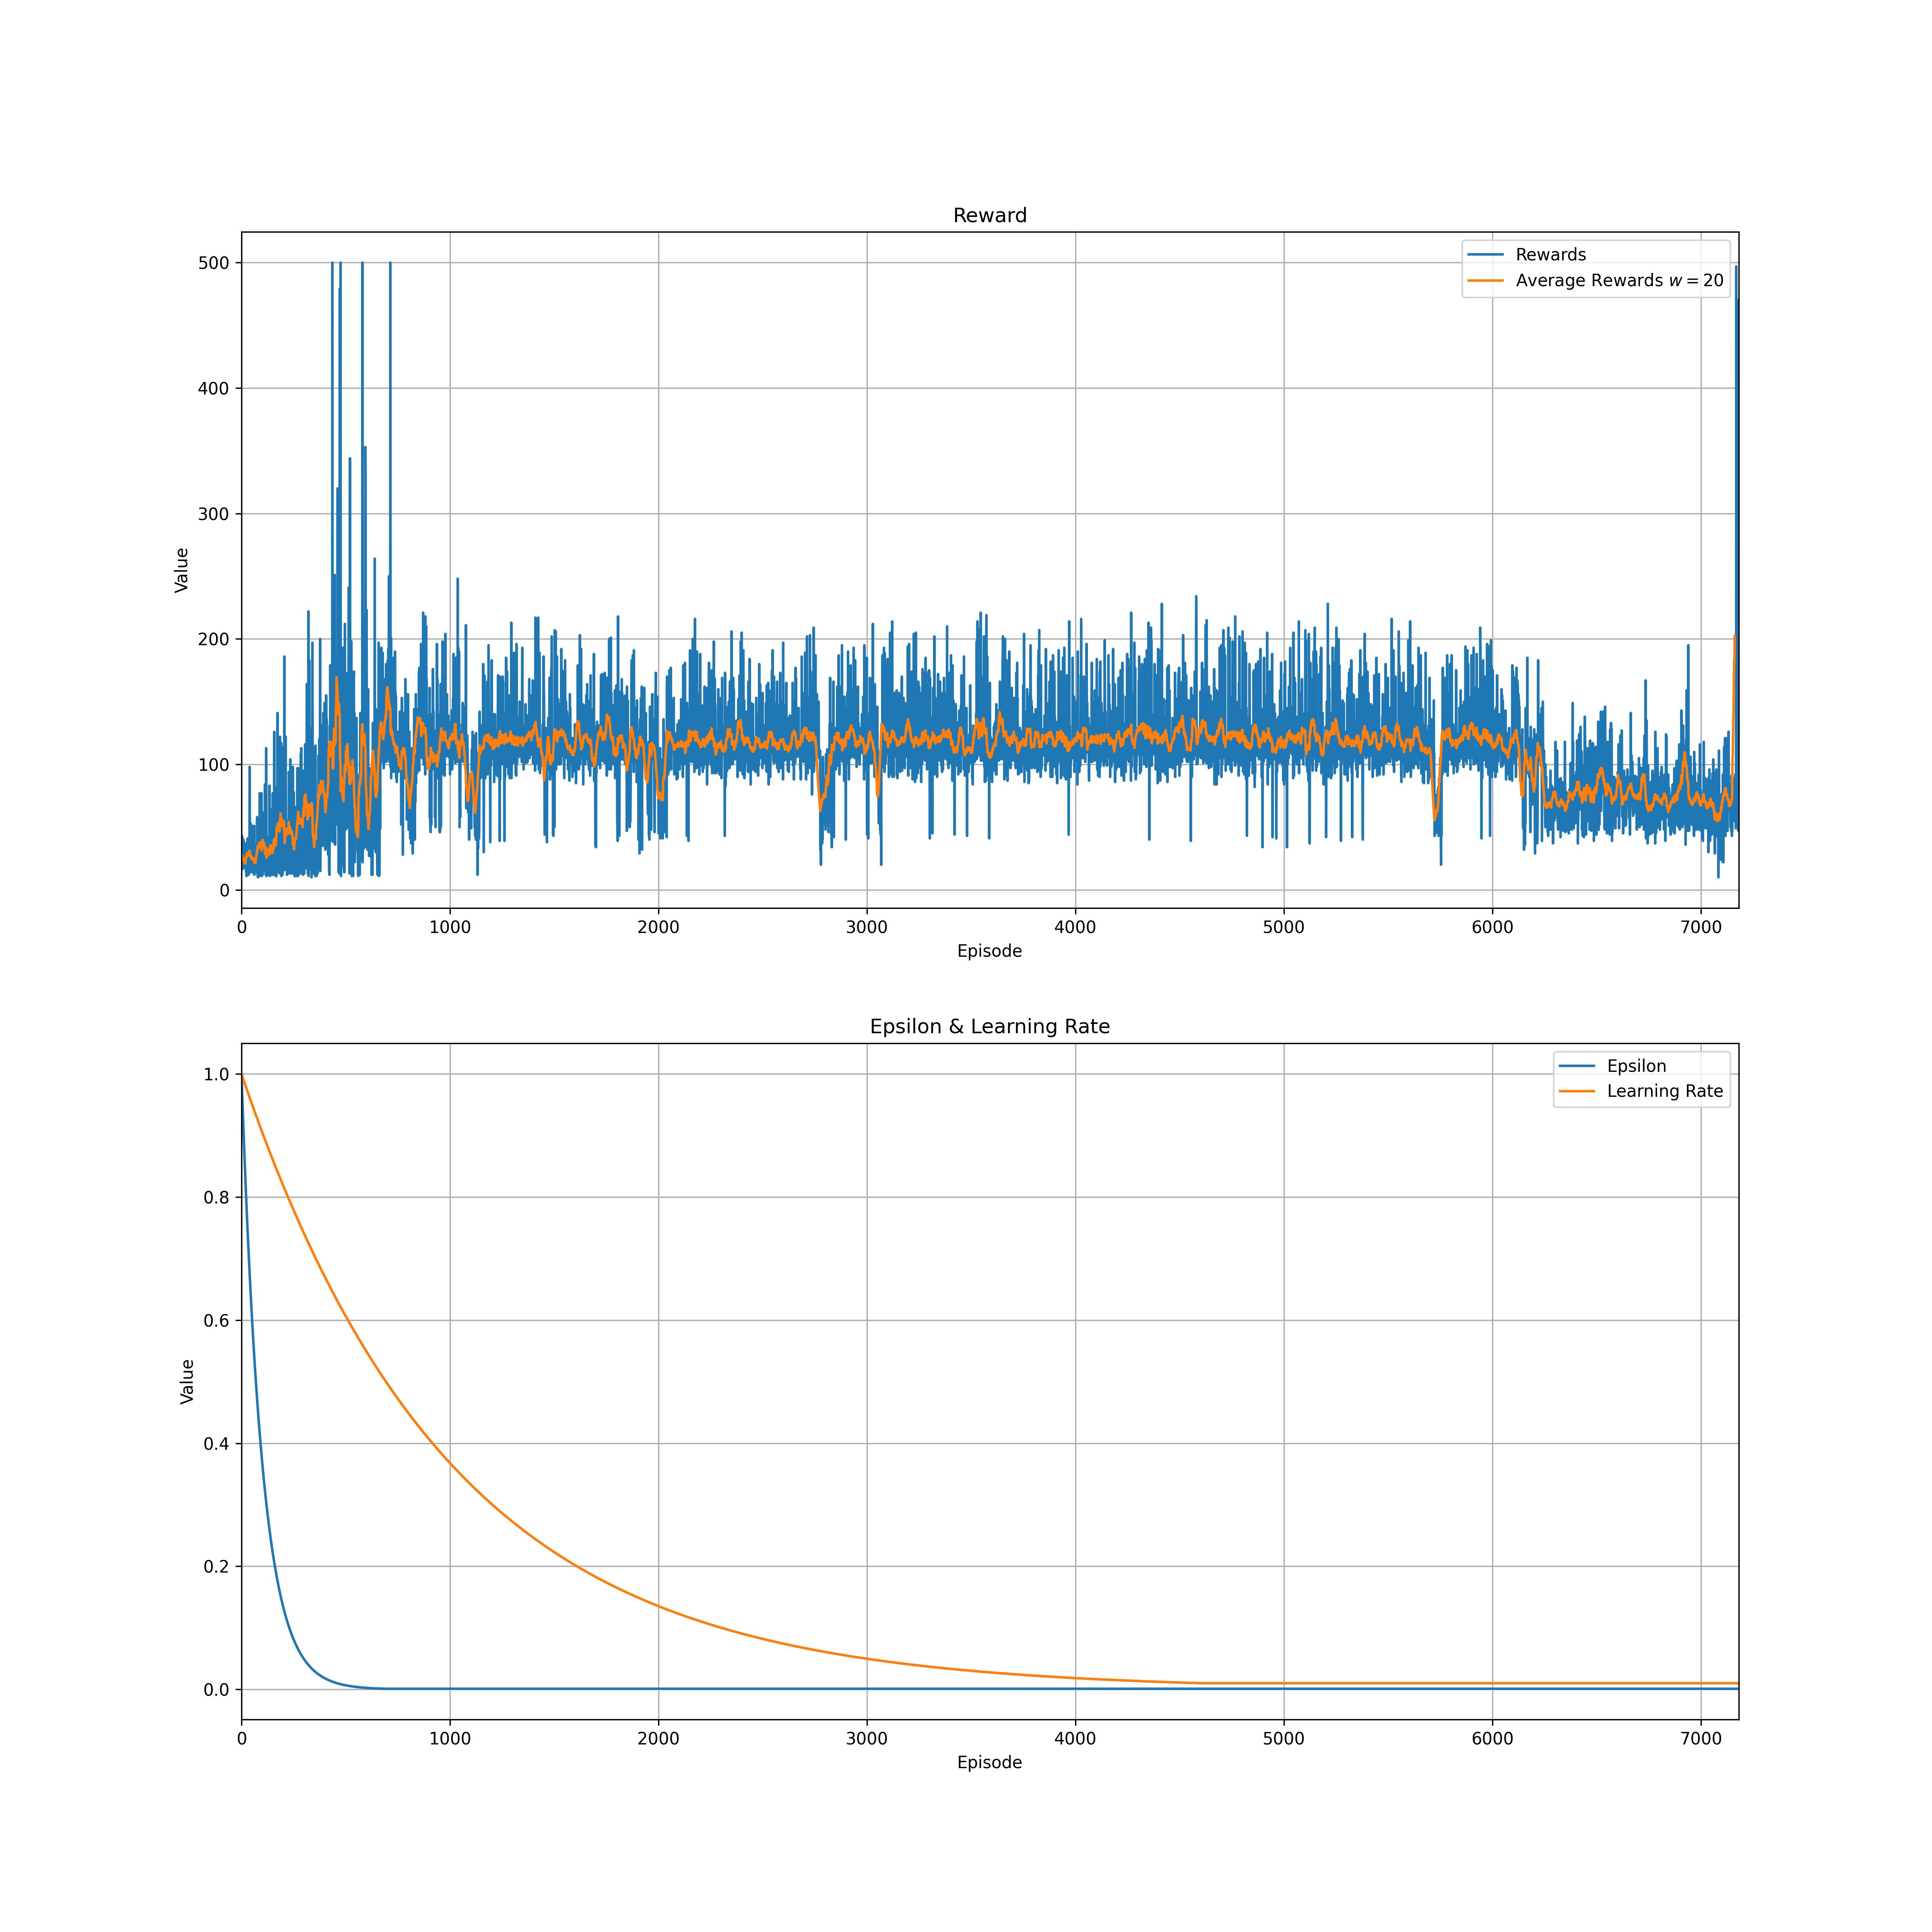 Reward
Rewards
Average Rewards w = 20
500
400
300
200
100
0
Value
0 1000 2000 3000 4000 5000 6000 7000
Episode
Epsilon & Learning Rate
Epsilon
Learning Rate
1.0
0.8
0.6
0.4
0.2
0.0
Value
0 1000 2000 3000 4000 5000 6000 7000
Episode